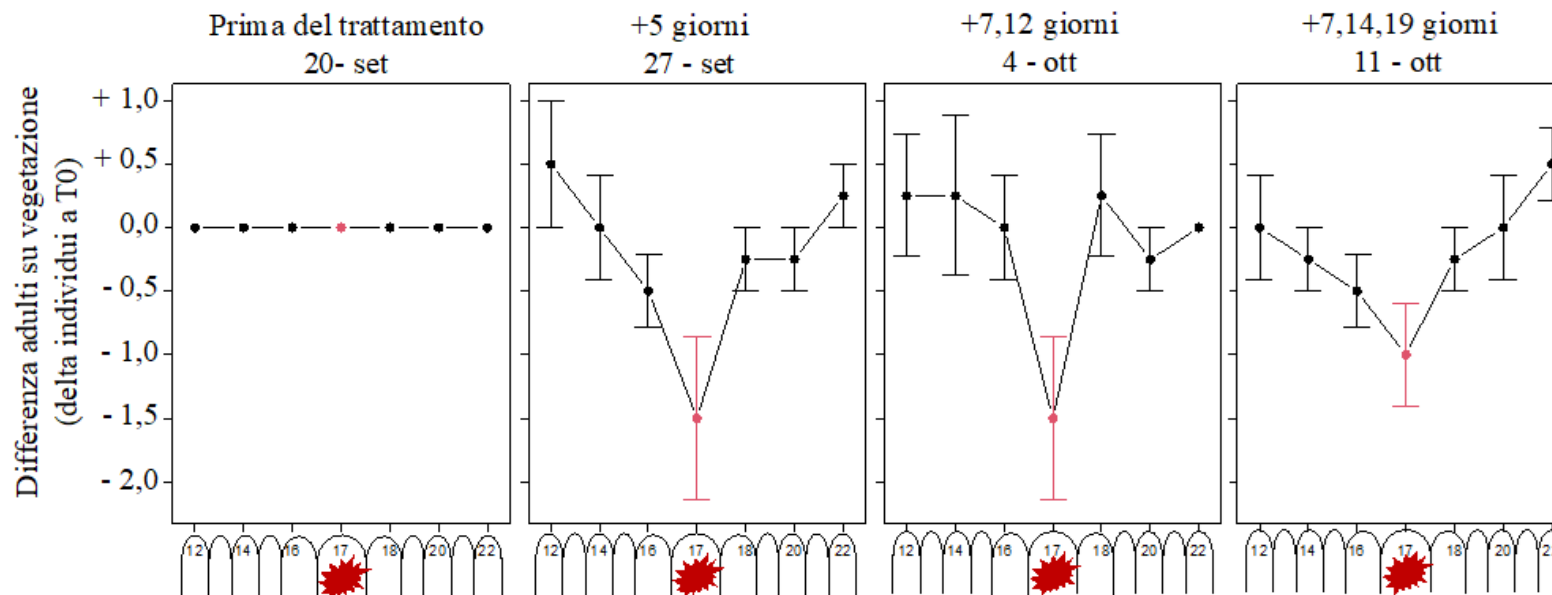 Prima del trattamento
20- set
+5 giorni
27 - set
+7,12 giorni
4 - ott
+7,14,19 giorni
11 - ott
Differenza adulti su vegetazione
(delta individui a T0)
+ 1,0
+ 0,5
0,0
- 0,5
- 1,0
- 1,5
- 2,0
12 14 16 17 18 20 22
12 14 16 17 18 20 22
12 14 16 17 18 20 22
12 14 16 17 18 20